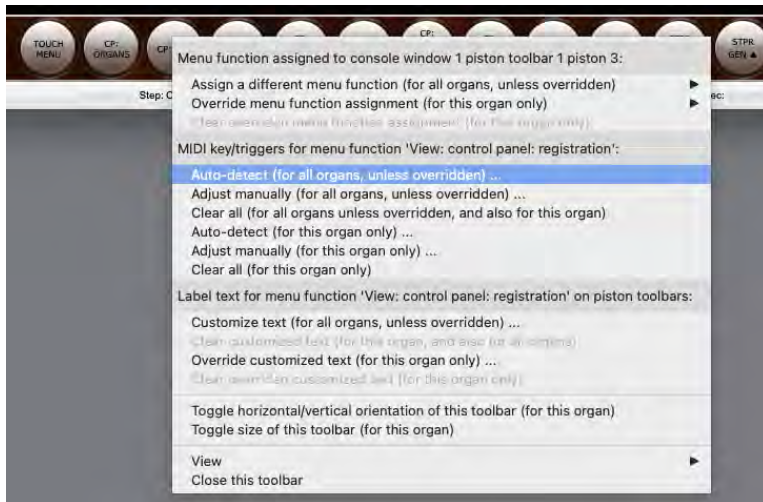 TOUCH
MENU
CP:
ORGANS
CP:
CP:
STPR
GEN ▲
Step: C
ec:
Menu function assigned to console window 1 piston toolbar 1 piston 3:
Assign a different menu function (for all organs, unless overridden)
Override menu function assignment (for this organ only)
Clear overriden menu function assignment (for this organ only)
MIDI key/triggers for menu function 'View: control panel: registration':
Auto-detect (for all organs, unless overridden) ...
Adjust manually (for all organs, unless overridden) ...
Clear all (for all organs unless overridden, and also for this organ)
Auto-detect (for this organ only) ...
Adjust manually (for this organ only) ...
Clear all (for this organ only)
Label text for menu function 'View: control panel: registration' on piston toolbars:
Customize text (for all organs, unless overridden) ...
Clear customized text (for this organ, and also for all organs)
Override customized text (for this organ only) ...
Clear overriden customized text (for this organ only)
Toggle horizontal/vertical orientation of this toolbar (for this organ)
Toggle size of this toolbar (for this organ)
View
Close this toolbar